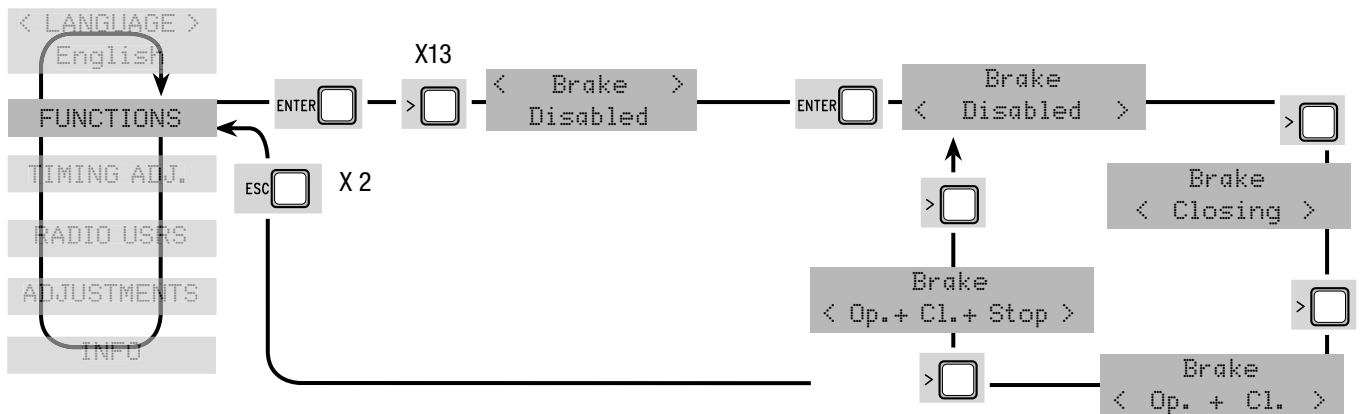 < LANGUAGE >
English
FUNCTIONS
TIMING ADJ.
RADIO USRS
ADJUSTMENTS
INFO
ENTER
X13
>
< Brake >
Disabled
ENTER
Brake
< Disabled >
>
Brake
< Closing >
>
Brake
< Op. + Cl. >
>
Brake
< Op.+ Cl.+ Stop >
>
ESC
X 2